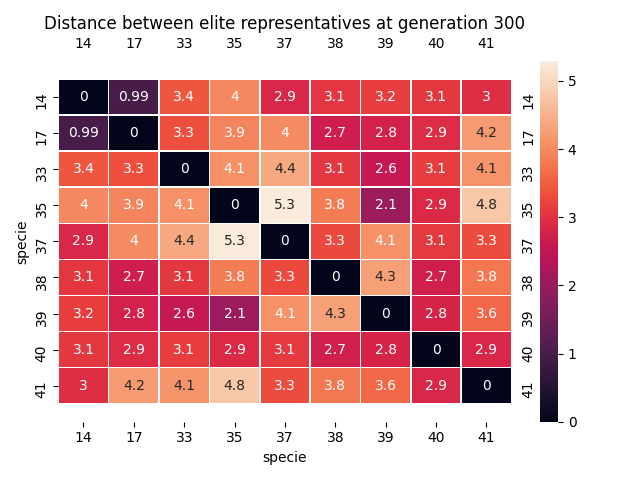 Distance between elite representatives at generation 300
14 17 33 35 37 38 39 40 41
14 0 0.99 3.4 4 2.9 3.1 3.2 3.1 3 14
17 0.99 0 3.3 3.9 4 2.7 2.8 2.9 4.2 17
33 3.4 3.3 0 4.1 4.4 3.1 2.6 3.1 4.1 33
35 4 3.9 4.1 0 5.3 3.8 2.1 2.9 4.8 35
37 2.9 4 4.4 5.3 0 3.3 4.1 3.1 3.3 37
38 3.1 2.7 3.1 3.8 3.3 0 4.3 2.7 3.8 38
39 3.2 2.8 2.6 2.1 4.1 4.3 0 2.8 3.6 39
40 3.1 2.9 3.1 2.9 3.1 2.7 2.8 0 2.9 40
41 3 4.2 4.1 4.8 3.3 3.8 3.6 2.9 0 41
14 17 33 35 37 38 39 40 41
specie
specie
5
4
3
2
1
0